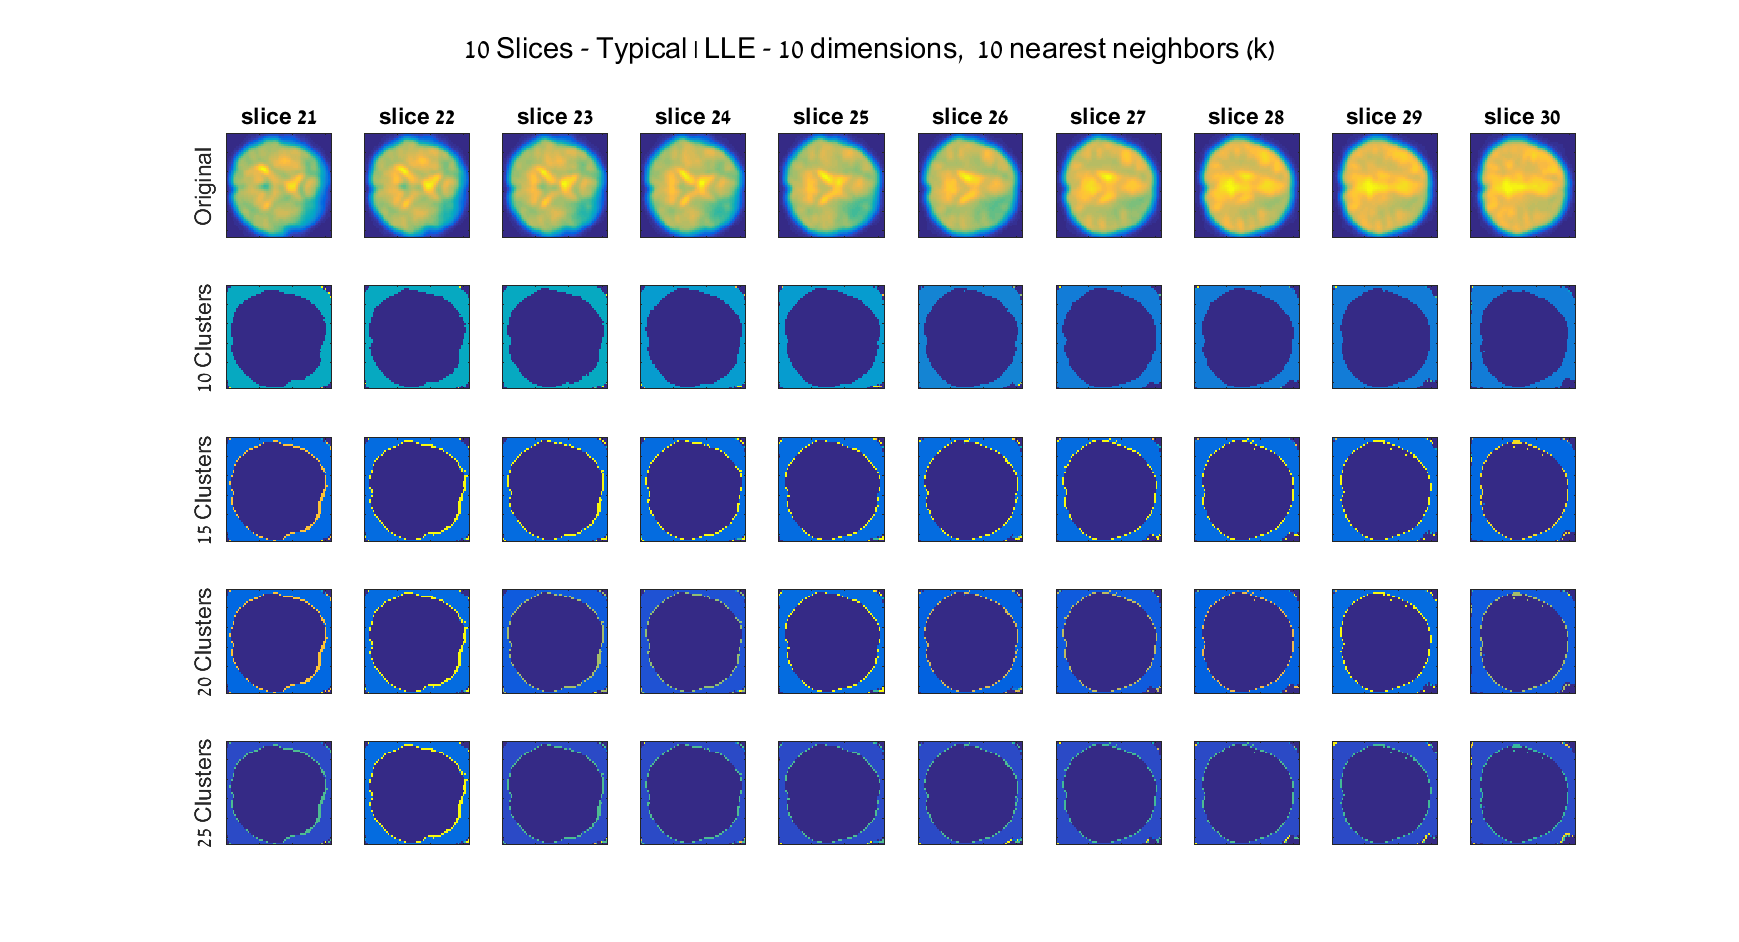 10 Slices - Typical | LLE - 10 dimensions, 10 nearest neighbors (k)
slice 21 slice 22 slice 23 slice 24 slice 25 slice 26 slice 27 slice 28 slice 29 slice 30
Original
10 Clusters
15 Clusters
20 Clusters
25 Clusters